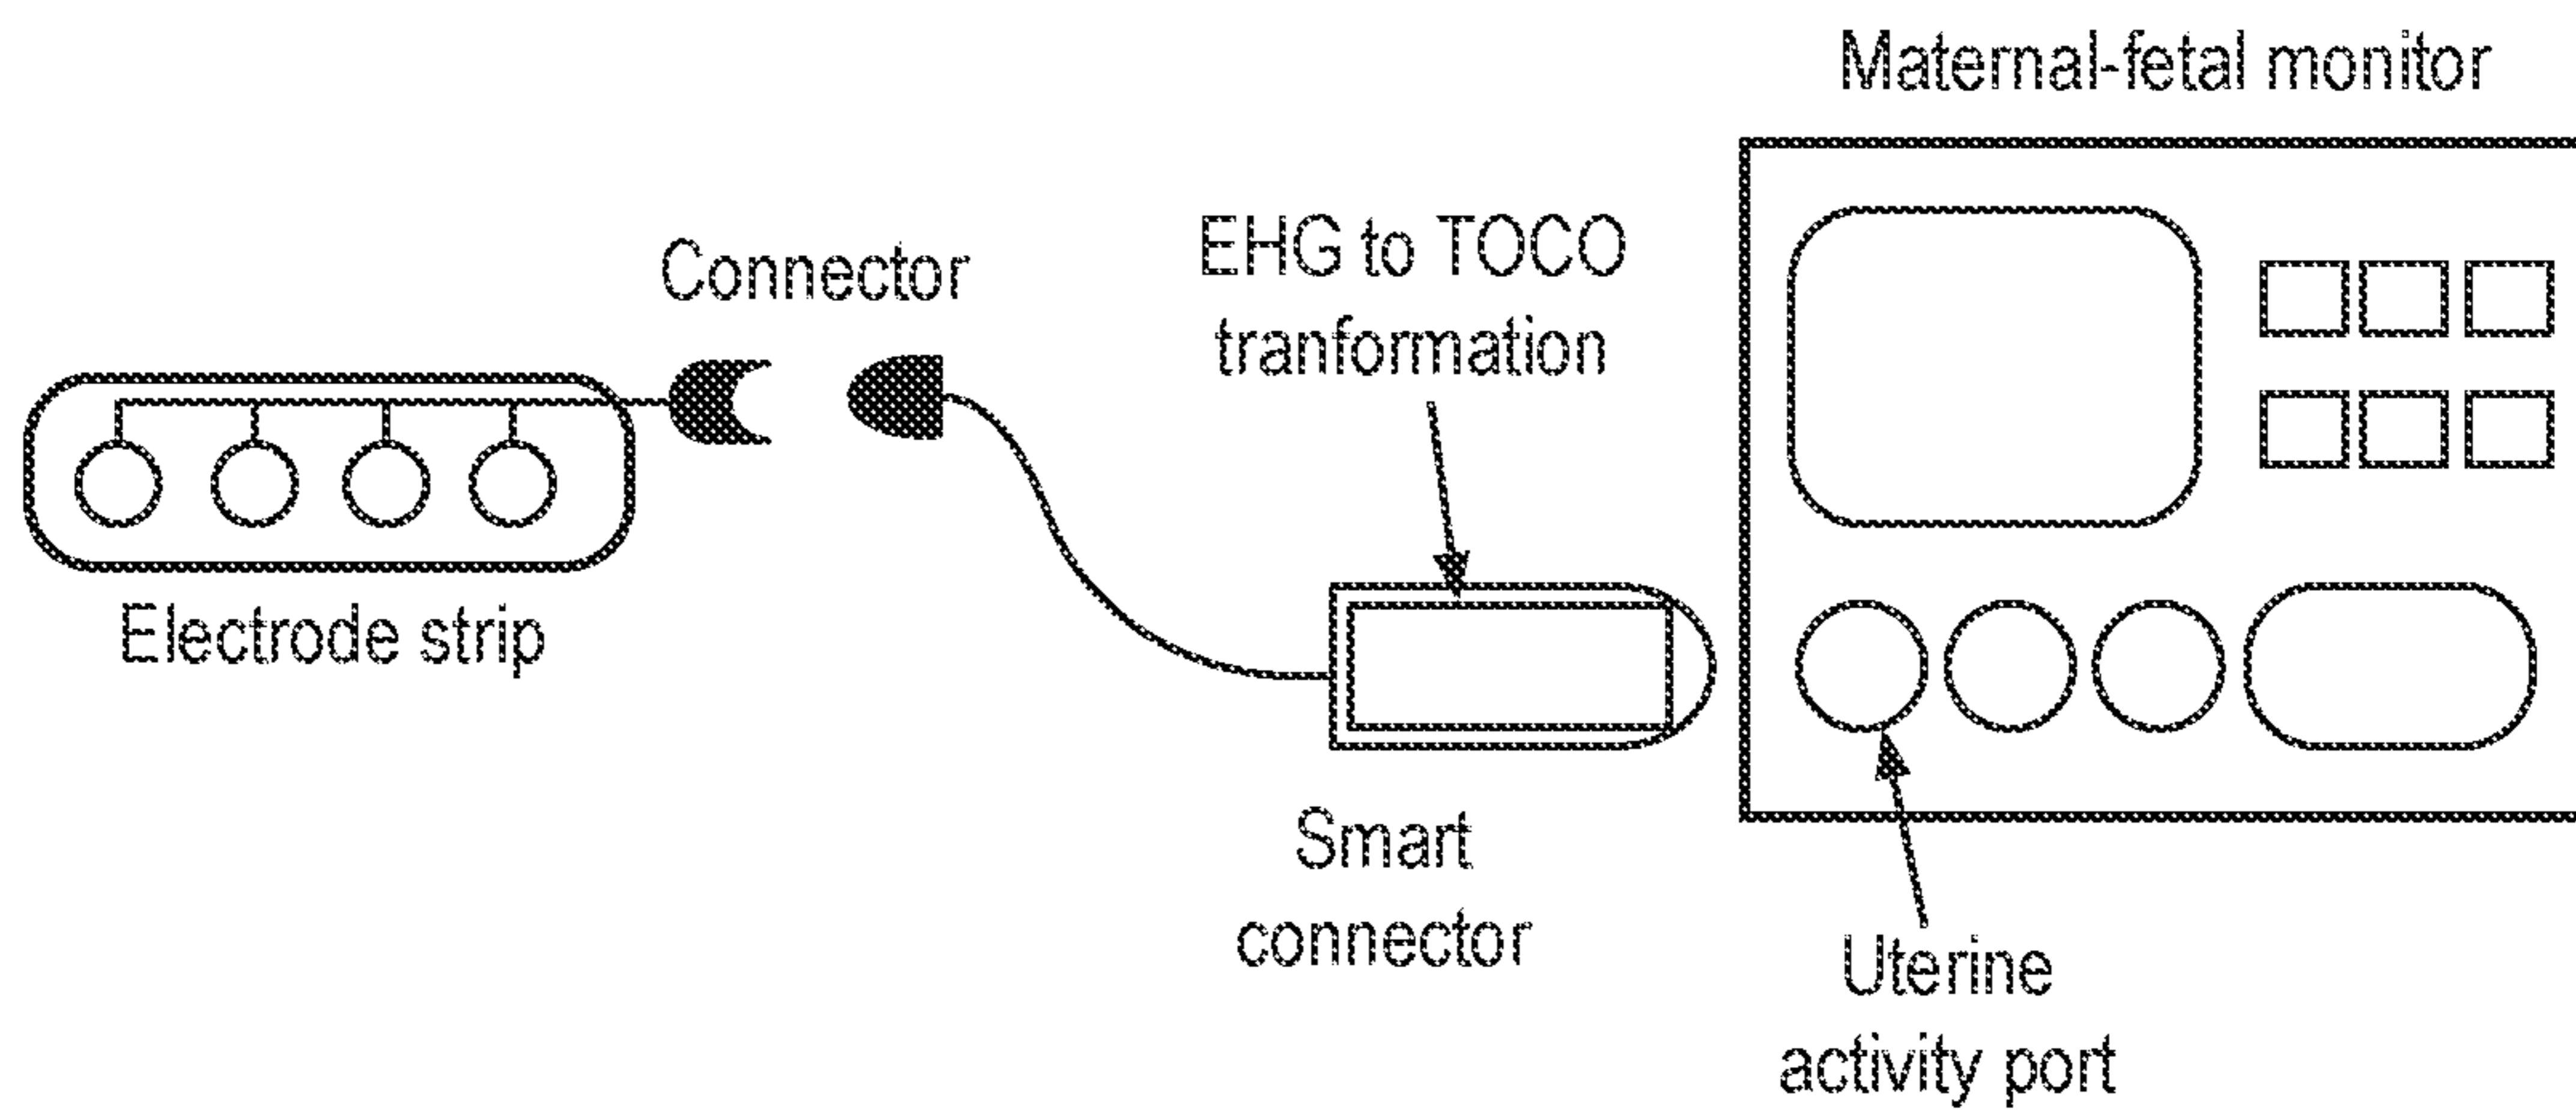 Maternal-fetal monitor
Connector
EHG to TOCO
tranformation
Electrode strip
Smart
connector
Uterine
activity port